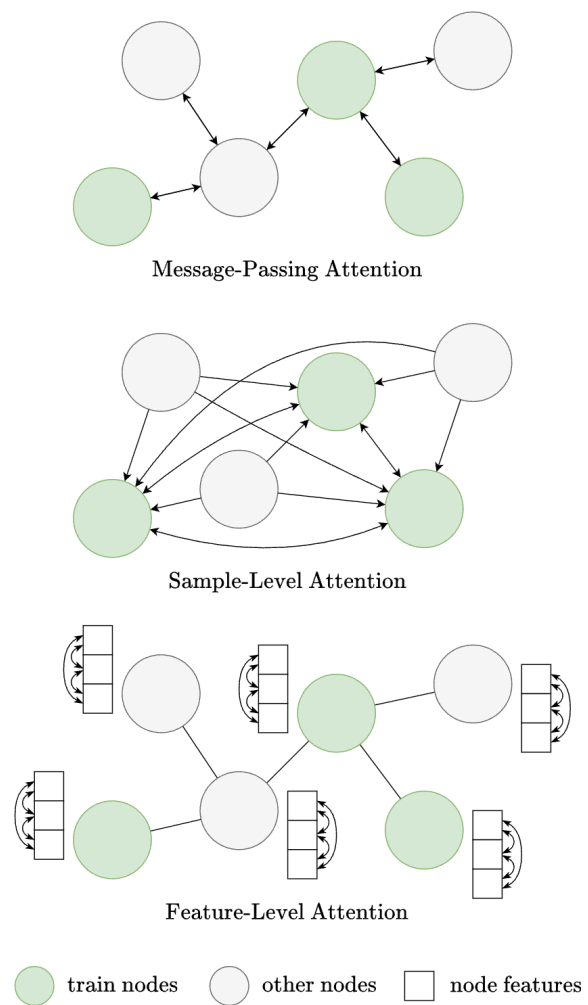 Message-Passing Attention
Sample-Level Attention
Feature-Level Attention
train nodes other nodes node features